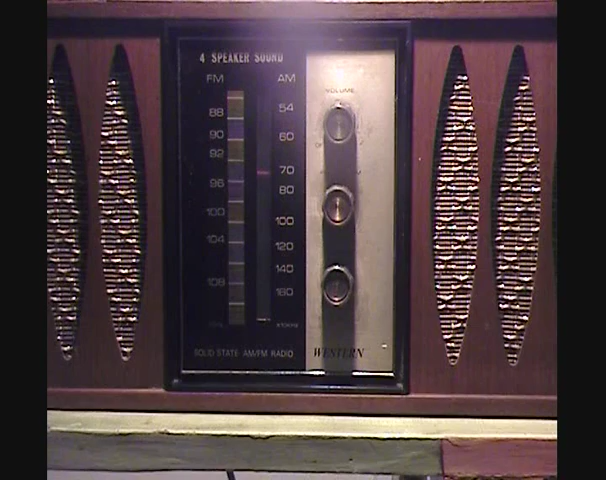 4 SPEAKER SOUND
FM AM
VOLUME
88 54
90 60
92 70
96 80
100 100
104 120
108 140
160
SOLID STATE AM/FM RADIO
WESTERN